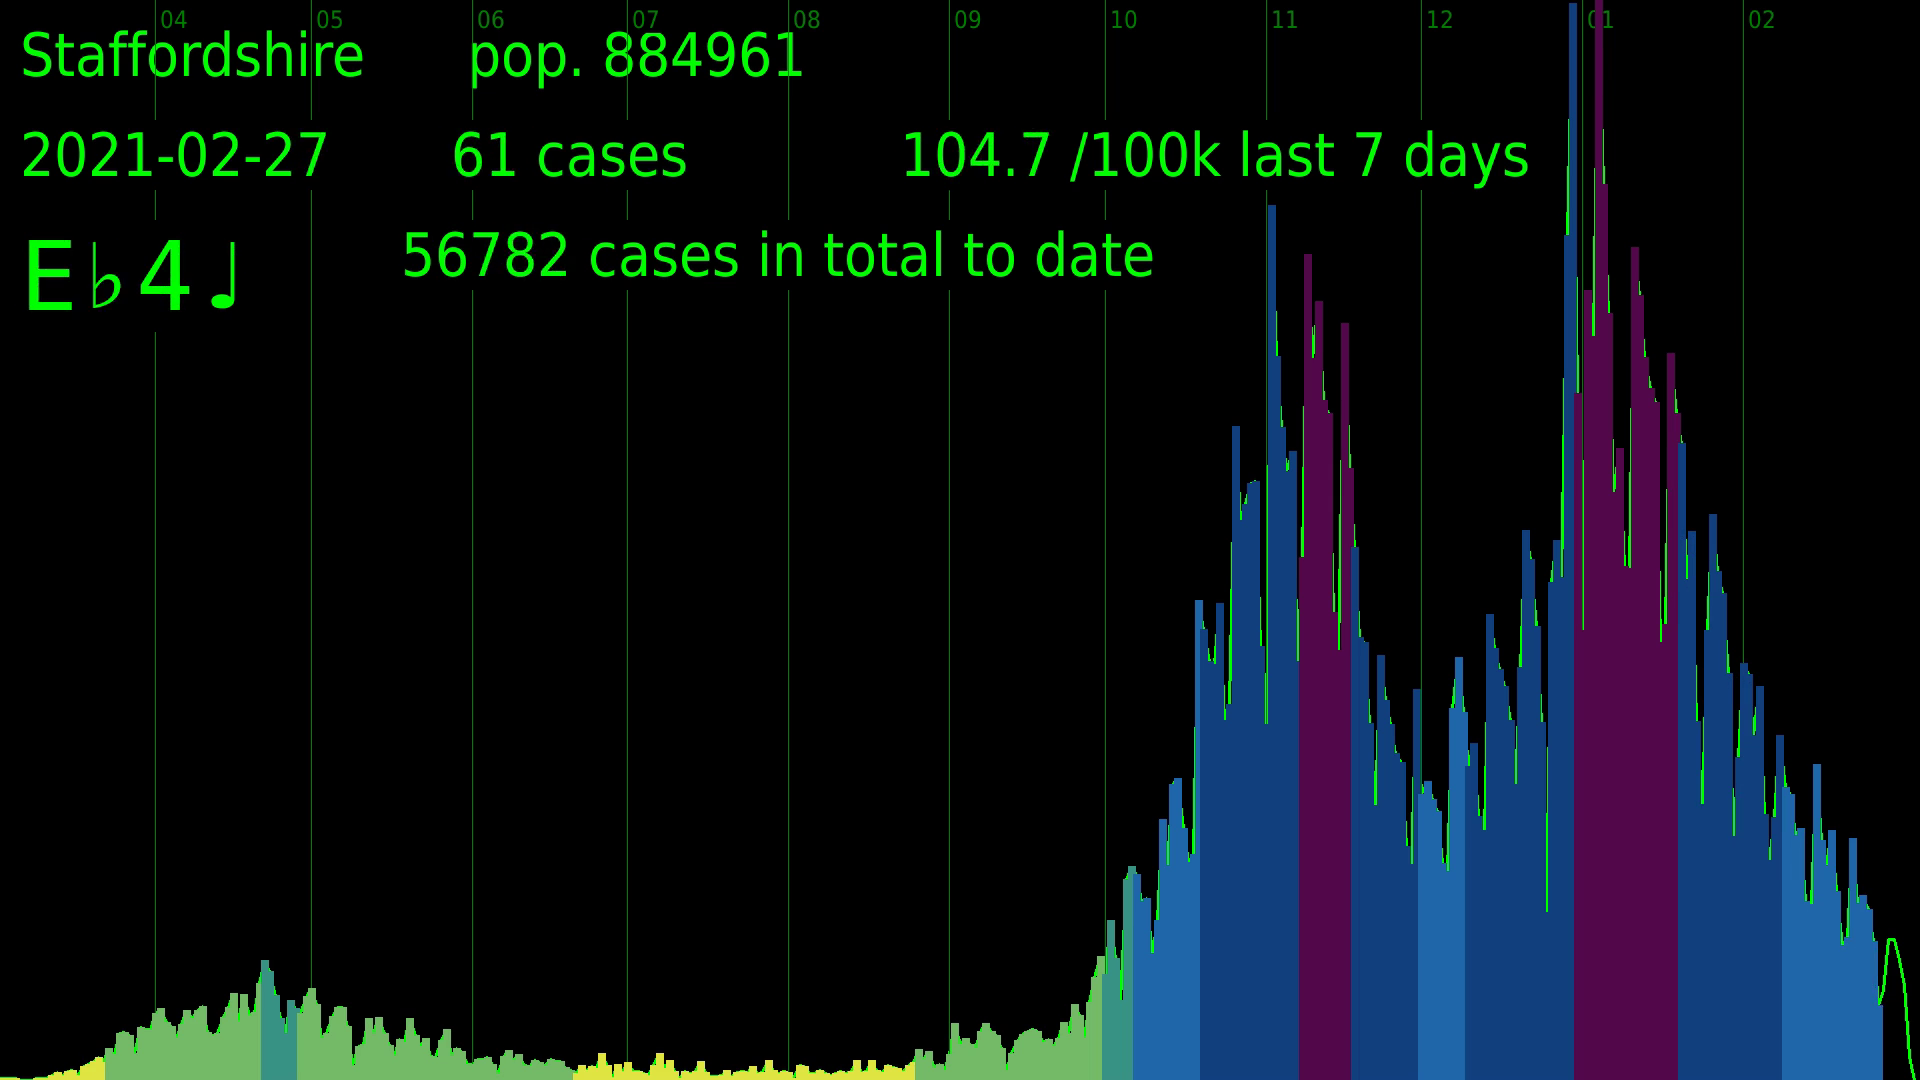 04 05 06 07 08 09 10 11 12 01 02
Staffordshire pop. 884961
2021-02-27 61 cases 104.7 /100k last 7 days
E♭4♩ 56782 cases in total to date